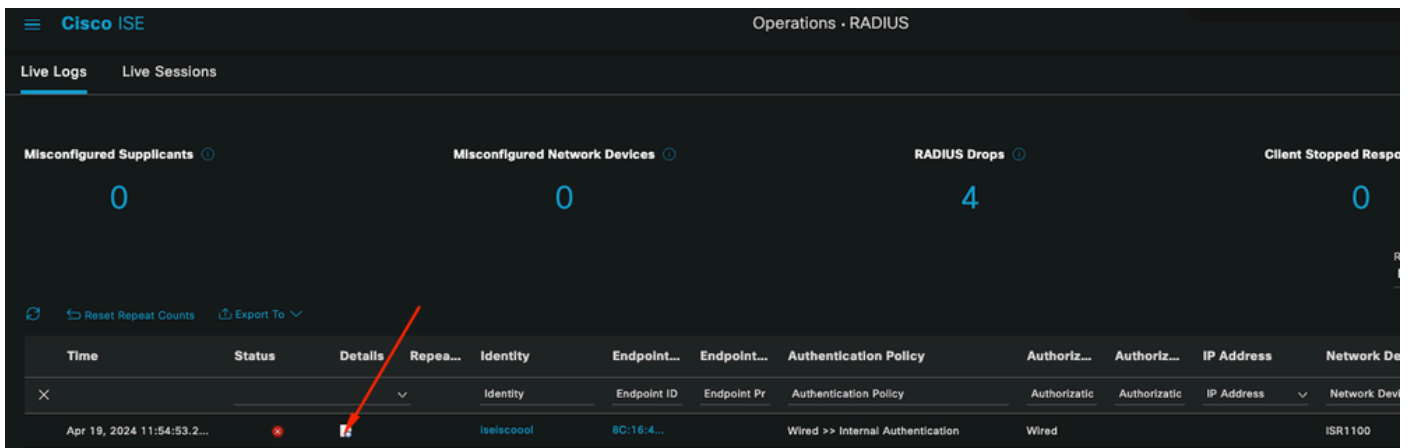 Cisco ISE
Operations · RADIUS
Live Logs Live Sessions
Misconfigured Supplicants Misconfigured Network Devices RADIUS Drops Client Stopped Respo
0 0 4 0
Reset Repeat Counts Export To
Time Status Details Repea... Identity Endpoint... Endpoint... Authentication Policy Authoriz... Authoriz... IP Address Network De
Identity Endpoint ID Endpoint Pr Authentication Policy Authorizatic Authorizatic IP Address Network Devi
Apr 19, 2024 11:54:53.2... iseiscoool 8C:16:4... Wired >> Internal Authentication Wired ISR1100